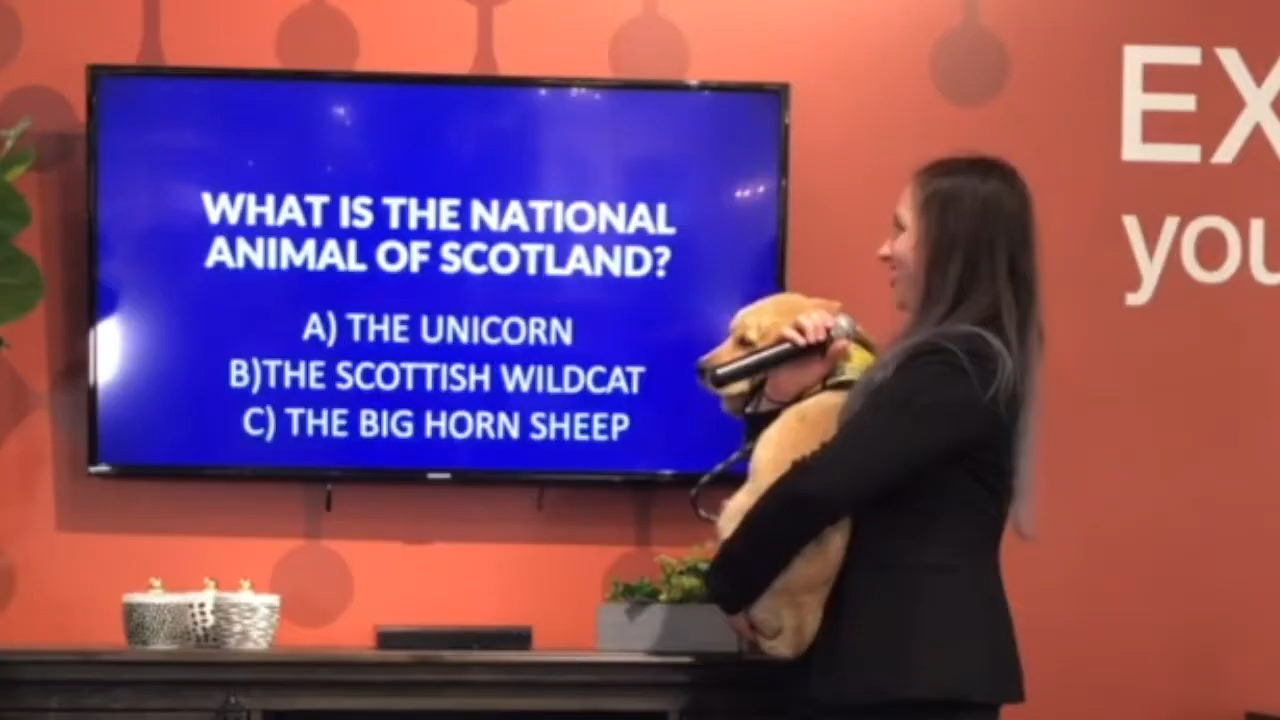 WHAT IS THE NATIONAL
ANIMAL OF SCOTLAND?
A) THE UNICORN
B)THE SCOTTISH WILDCAT
C) THE BIG HORN SHEEP
EX
you